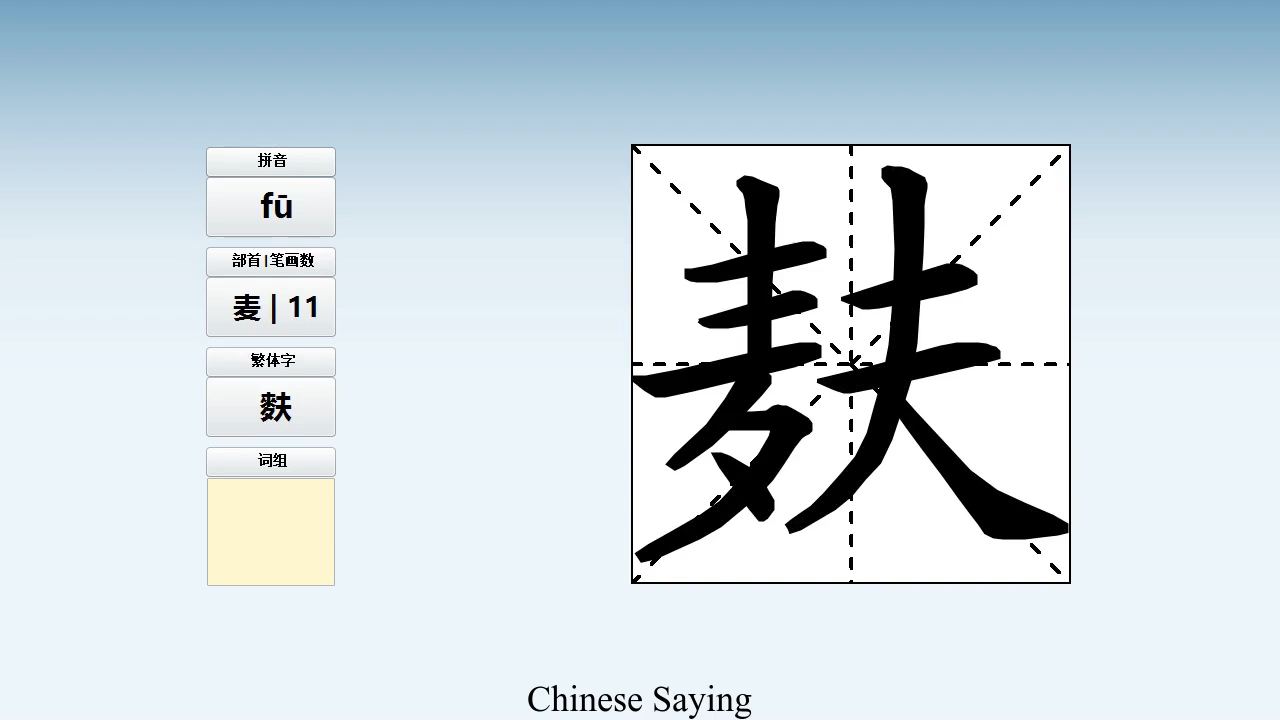 拼音
fū
部首|笔画数
麦 | 11
繁体字
麩
词组
麸
Chinese Saying